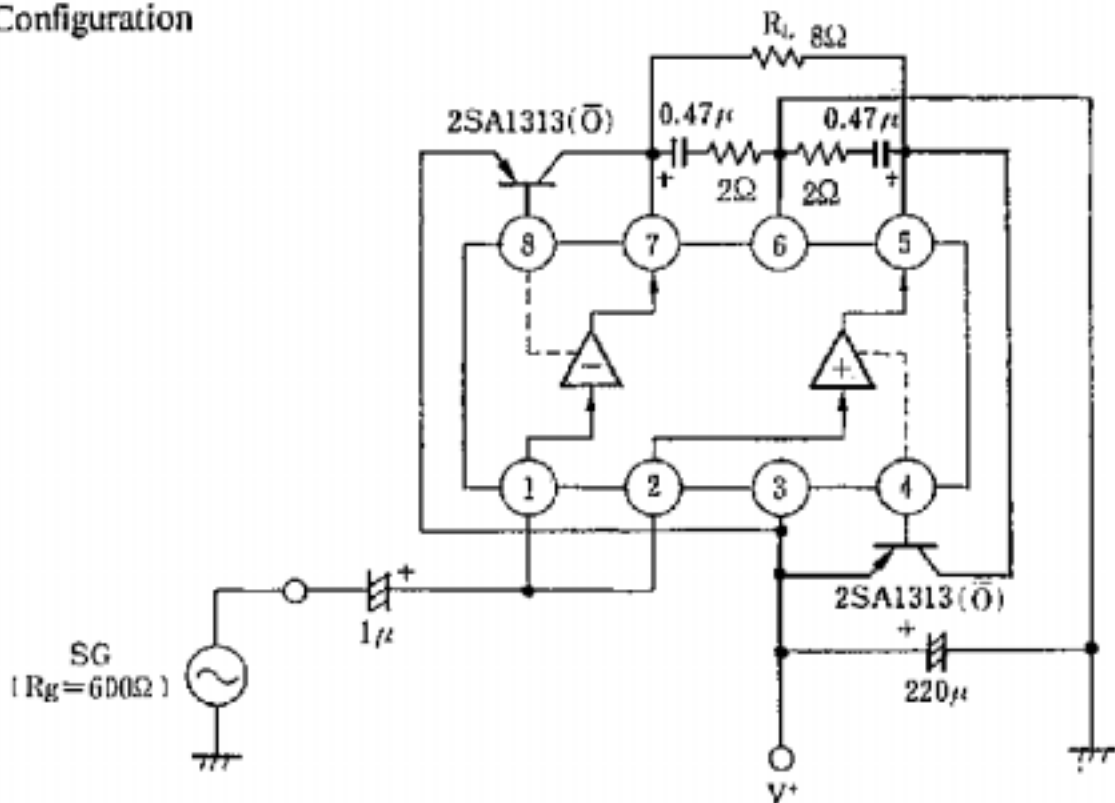 Configuration
R_L 8Ω
2SA1313(Ō)
0.47μ
0.47μ
+
2Ω
2Ω
+
8
7
6
5
−
+
1
2
3
4
+
1μ
2SA1313(Ō)
SG
(Rg=600Ω)
+
220μ
V⁺